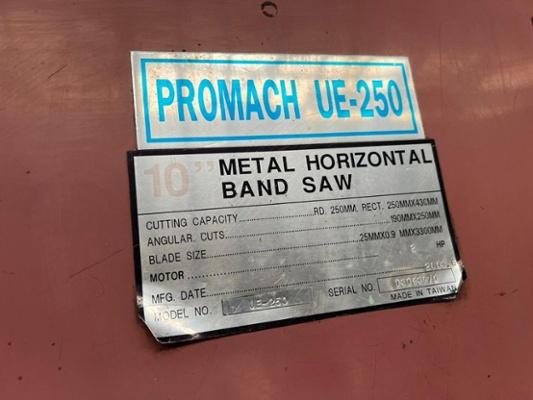 PROMACH UE-250
10" METAL HORIZONTAL
BAND SAW
CUTTING CAPACITY RD. 250MM, RECT. 250MMX430MM
ANGULAR. CUTS 190MMX250MM
BLADE SIZE 25MMX0.9 MMX3300MM
MOTOR HP
MFG. DATE
MODEL NO. UE-250 SERIAL NO.
MADE IN TAIWAN